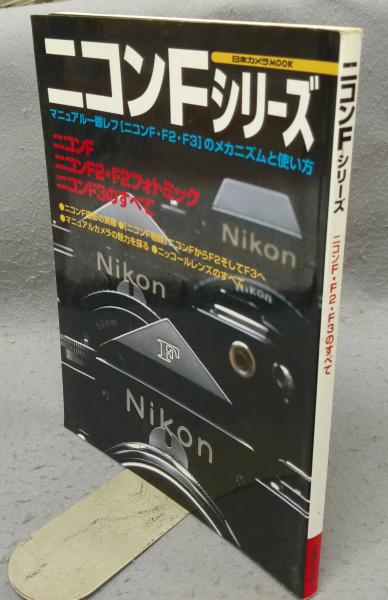 日本カメラMOOK
ニコンFシリーズ
マニュアル一眼レフ[ニコンF・F2・F3]のメカニズムと使い方
ニコンF
ニコンF2・F2フォトミック
ニコンF3のすべて
●ニコンF ●[ニコンF ]ニコンFからF2そしてF3へ
●マニュアルカメラの魅力を探る ●ニッコールレンズのすべて
Nikon
Nikon
Nikon
50mm
F
Nikon
ニコンFシリーズ
ニコンF・F2・F3のすべて